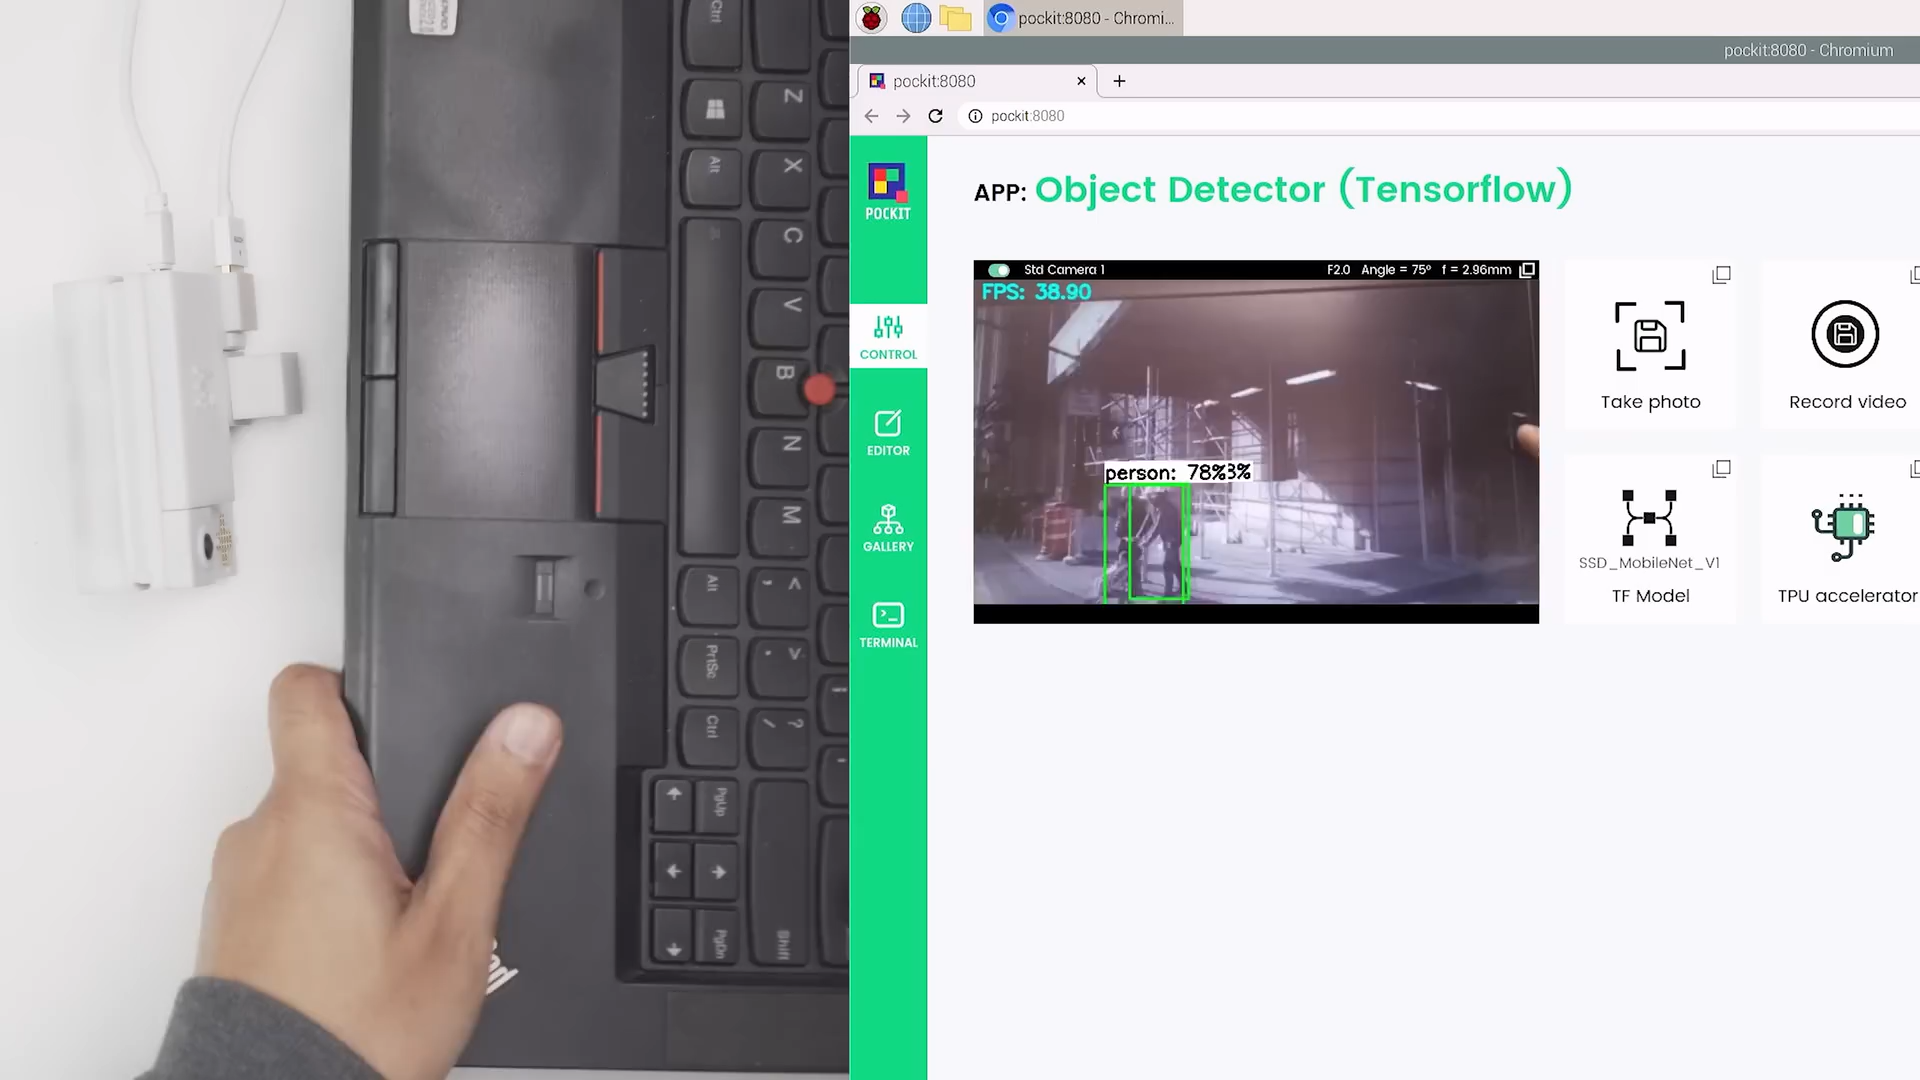 Ctrl
Z
Alt
X
C
V
B
N
M
Alt
,
<
PrtSc
.
>
Ctrl
/
?
PgUp
PgDn
Shift
pockit:8080 - Chromi...
pockit:8080 - Chromium
pockit:8080
pockit:8080
POCKIT
APP: Object Detector (Tensorflow)
Std Camera 1
F2.0 Angle = 75° f = 2.96mm
FPS: 38.90
person: 78%3%
CONTROL
EDITOR
GALLERY
TERMINAL
Take photo
Record video
SSD_MobileNet_V1
TF Model
TPU accelerator